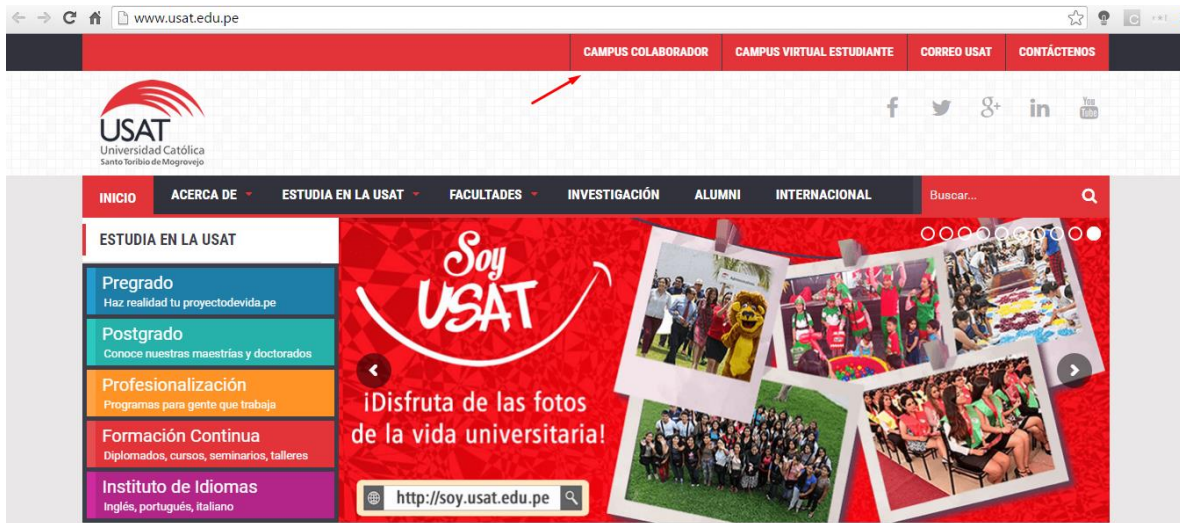 www.usat.edu.pe
CAMPUS COLABORADOR
CAMPUS VIRTUAL ESTUDIANTE
CORREO USAT
CONTÁCTENOS
USAT
Universidad Católica
Santo Toribio de Mogrovejo
f
g+
in
You
Tube
INICIO
ACERCA DE
ESTUDIA EN LA USAT
FACULTADES
INVESTIGACIÓN
ALUMNI
INTERNACIONAL
Buscar...
ESTUDIA EN LA USAT
Pregrado
Haz realidad tu proyectodevida.pe
Postgrado
Conoce nuestras maestrías y doctorados
Profesionalización
Programas para gente que trabaja
Formación Continua
Diplomados, cursos, seminarios, talleres
Instituto de Idiomas
Inglés, portugués, italiano
Soy
USAT
¡Disfruta de las fotos
de la vida universitaria!
http://soy.usat.edu.pe